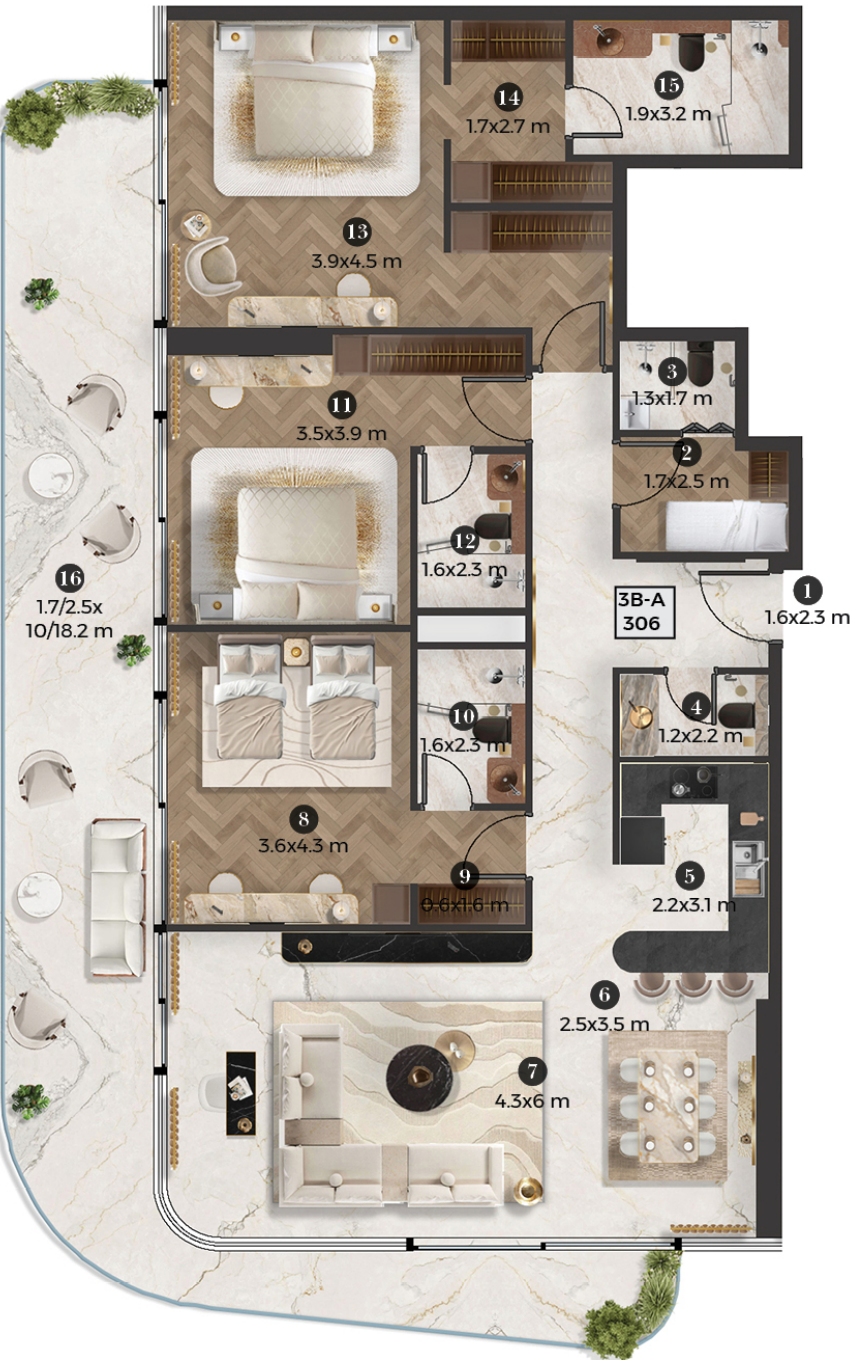 14
1.7x2.7 m
15
1.9x3.2 m
13
3.9x4.5 m
3
1.3x1.7 m
11
3.5x3.9 m
2
1.7x2.5 m
12
1.6x2.3 m
16
1.7/2.5x
10/18.2 m
3B-A
306
1
1.6x2.3 m
10
1.6x2.3 m
4
1.2x2.2 m
8
3.6x4.3 m
9
0.6x1.6 m
5
2.2x3.1 m
6
2.5x3.5 m
7
4.3x6 m